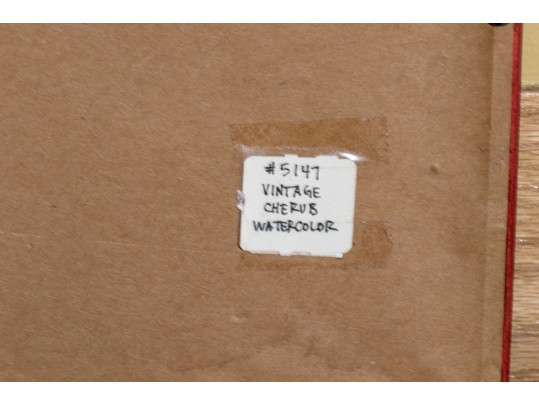 #5147
VINTAGE
CHERUB
WATERCOLOR